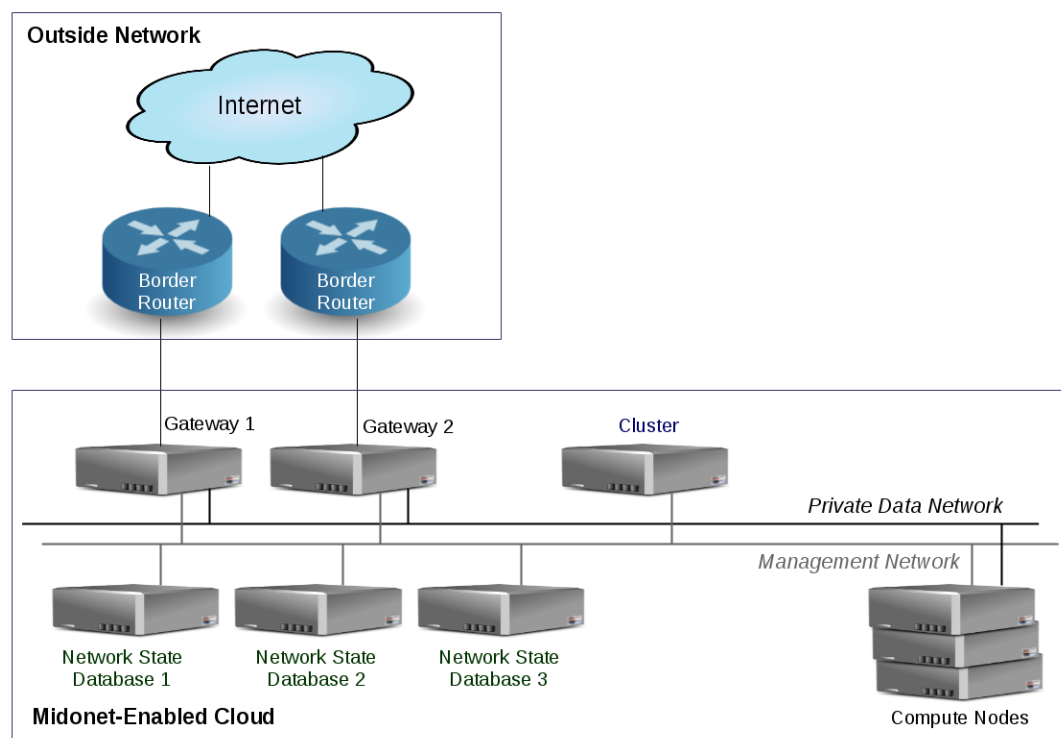 Outside Network
Internet
Border
Router
Border
Router
Gateway 1
Gateway 2
Cluster
Private Data Network
Management Network
Network State
Database 1
Network State
Database 2
Network State
Database 3
Midonet-Enabled Cloud
Compute Nodes